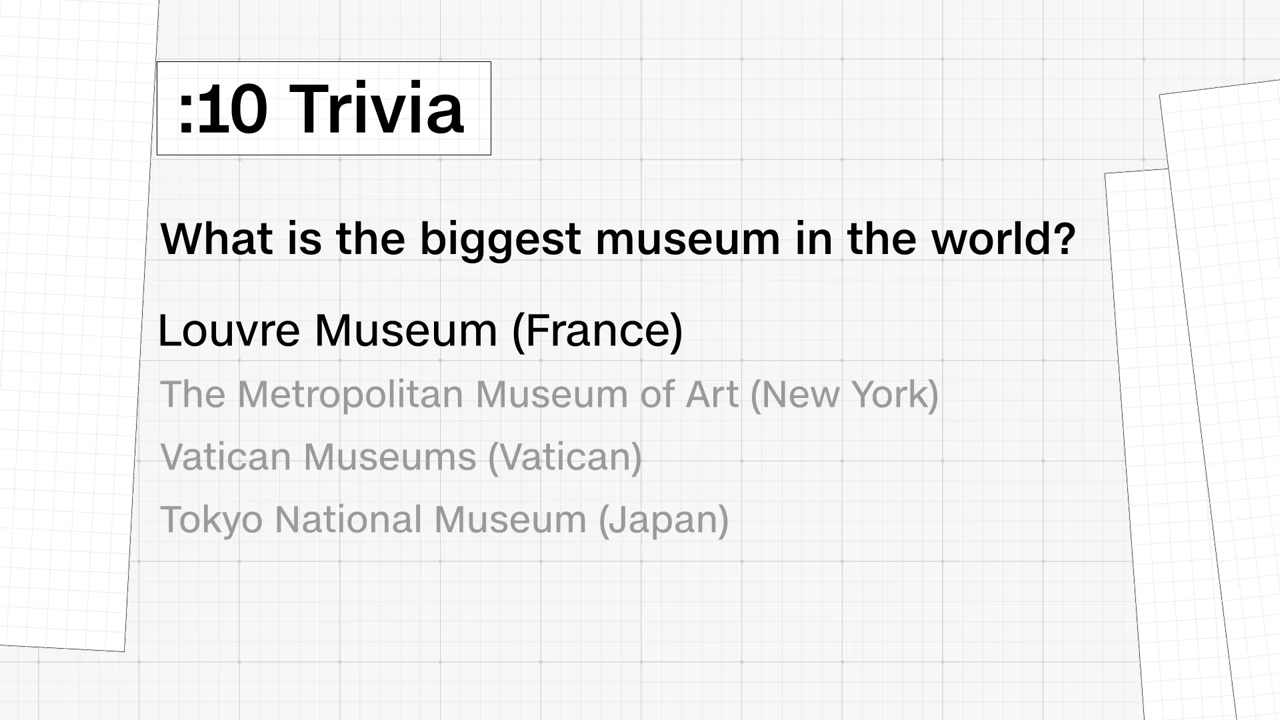 :10 Trivia
What is the biggest museum in the world?
Louvre Museum (France)
The Metropolitan Museum of Art (New York)
Vatican Museums (Vatican)
Tokyo National Museum (Japan)